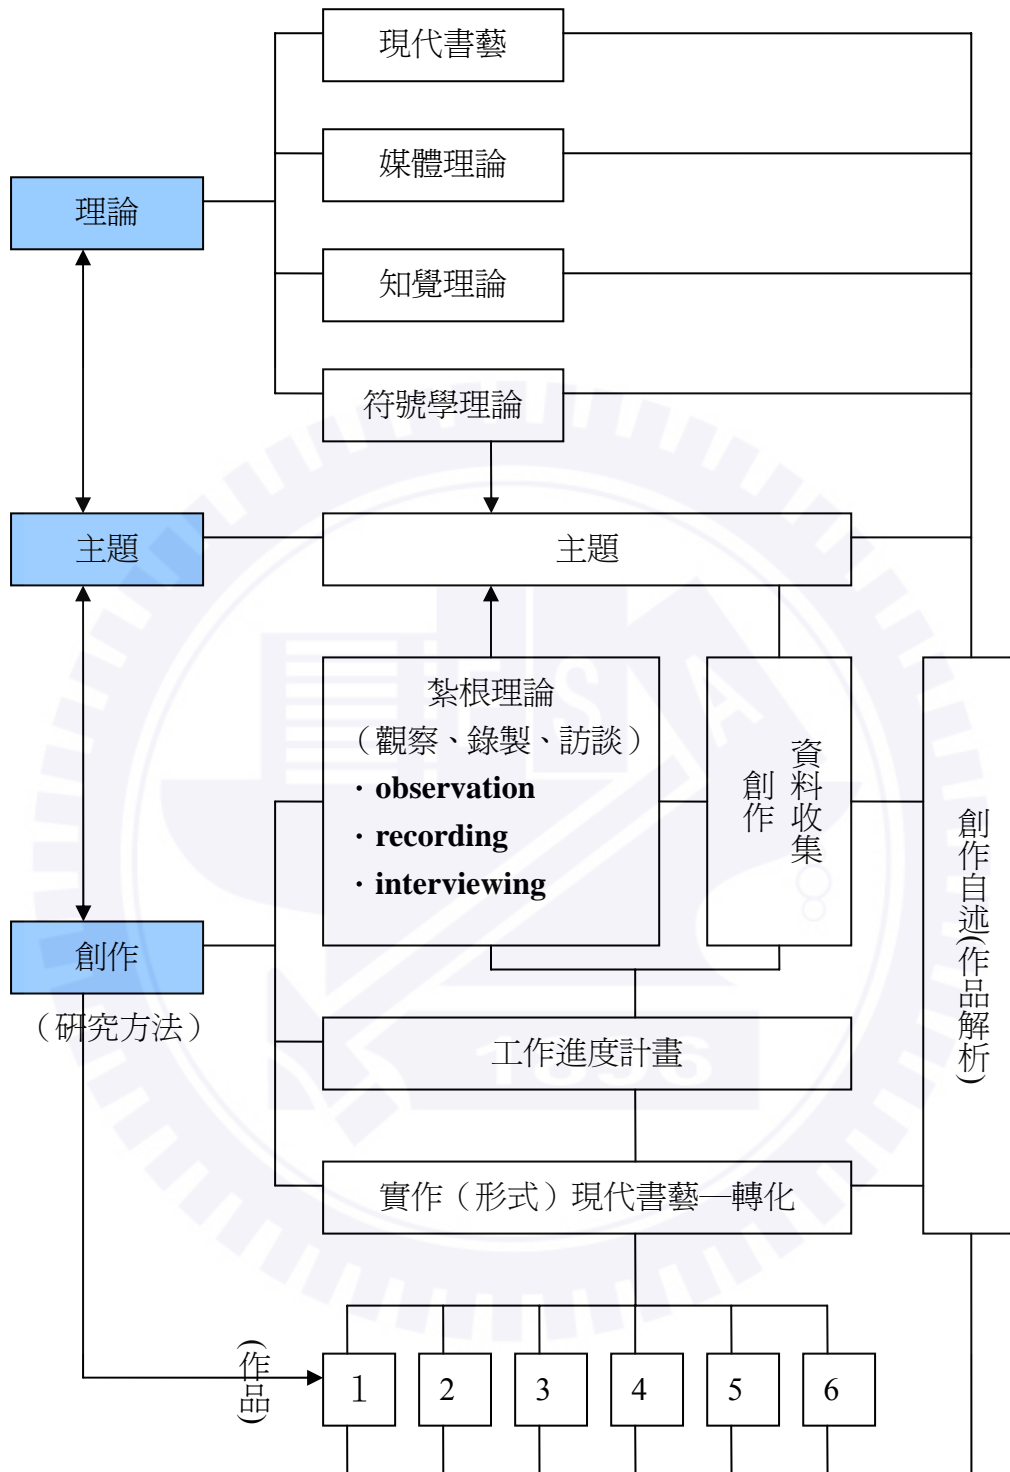 現代書藝
媒體理論
理論
知覺理論
符號學理論
主題
主題
紮根理論
（觀察、錄製、訪談）
· observation
· recording
· interviewing
資料收集
創作
創作自述(作品解析)
創作
（研究方法）
工作進度計畫
實作（形式）現代書藝—轉化
(作品)
1
2
3
4
5
6
FSA
1896